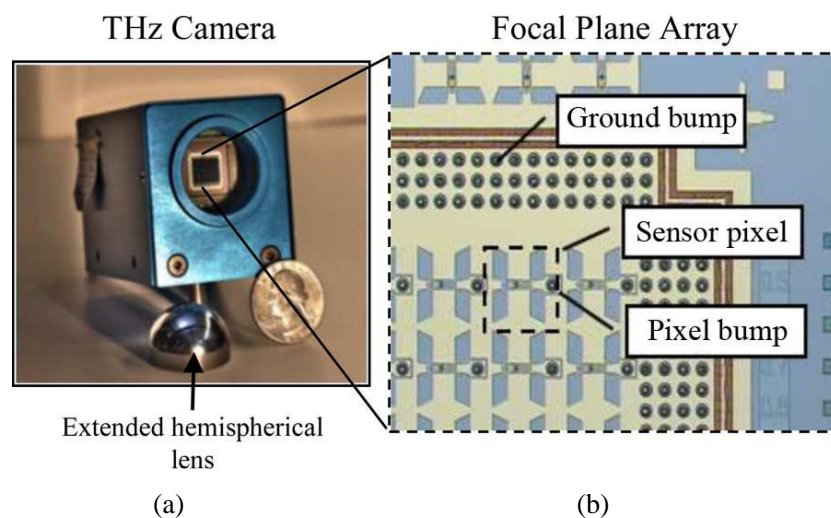 THz Camera
Focal Plane Array
Ground bump
Sensor pixel
Pixel bump
Extended hemispherical
lens
(a)
(b)